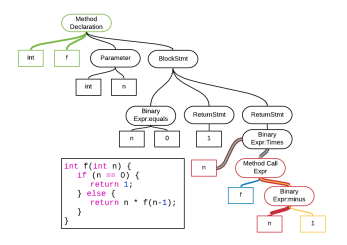 Method
Declaration
int
f
Parameter
BlockStmt
int
n
Binary
Expr:equals
ReturnStmt
ReturnStmt
n
0
1
Binary
Expr:Times
n
Method Call
Expr
f
Binary
Expr:minus
n
1
int f(int n) {
if (n == 0) {
return 1;
} else {
return n * f(n-1);
}
}